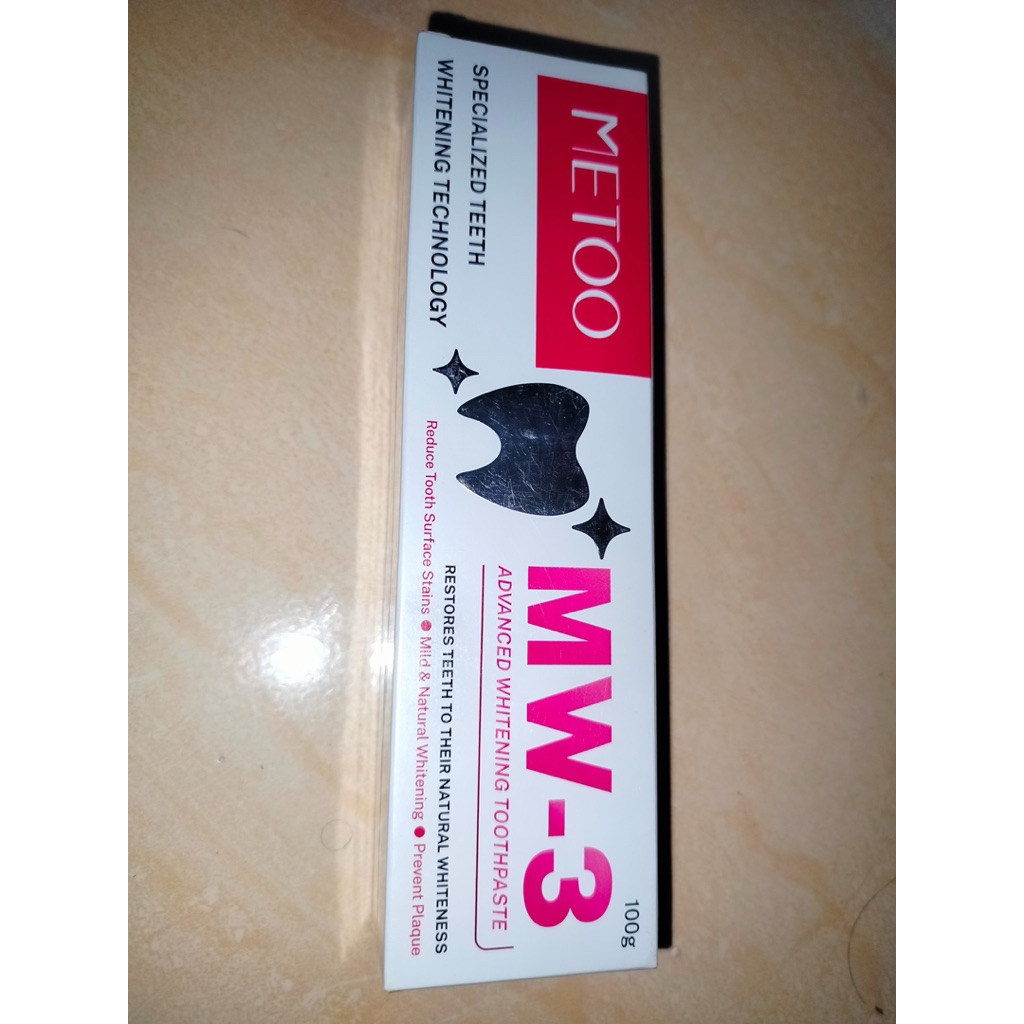 METOO
SPECIALIZED TEETH
WHITENING TECHNOLOGY
100g
MW-3
ADVANCED WHITENING TOOTHPASTE
RESTORES TEETH TO THEIR NATURAL WHITENESS
Reduce Tooth Surface Stains ● Mild & Natural Whitening ● Prevent Plaque